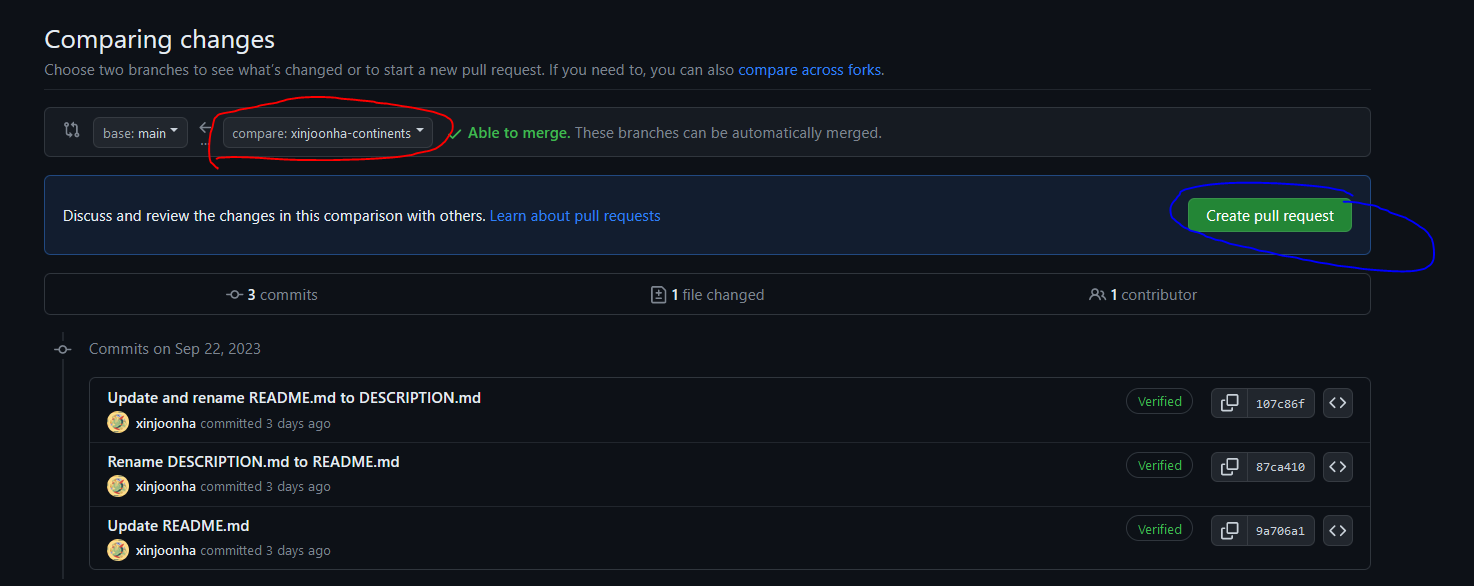 Comparing changes
Choose two branches to see what's changed or to start a new pull request. If you need to, you can also compare across forks.
base: main ... compare: xinjoonha-continents Able to merge. These branches can be automatically merged.
Discuss and review the changes in this comparison with others. Learn about pull requests Create pull request
3 commits 1 file changed 1 contributor
Commits on Sep 22, 2023
Update and rename README.md to DESCRIPTION.md Verified 107c86f
xinjoonha committed 3 days ago
Rename DESCRIPTION.md to README.md Verified 87ca410
xinjoonha committed 3 days ago
Update README.md Verified 9a706a1
xinjoonha committed 3 days ago